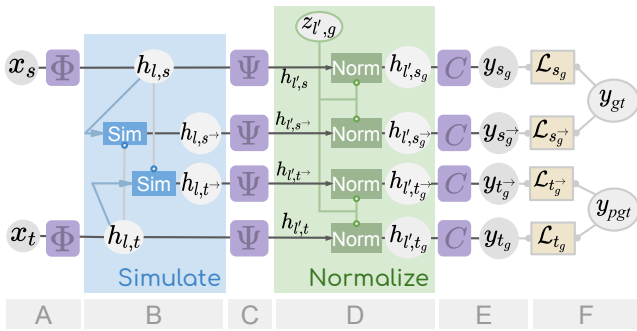 z_{l',g}
x_s Φ h_{l,s} Ψ h_{l',s} Norm h_{l',s_g} C y_{s_g} 𝓛_{s_g}
y_{gt}
Sim h_{l,s→} Ψ h_{l',s→} Norm h_{l',s_g→} C y_{s_g→} 𝓛_{s_g→}
Sim h_{l,t→} Ψ h_{l',t→} Norm h_{l',t_g→} C y_{t_g→} 𝓛_{t_g→}
y_{pgt}
x_t Φ h_{l,t} Ψ h_{l',t} Norm h_{l',t_g} C y_{t_g} 𝓛_{t_g}
Simulate Normalize
A B C D E F